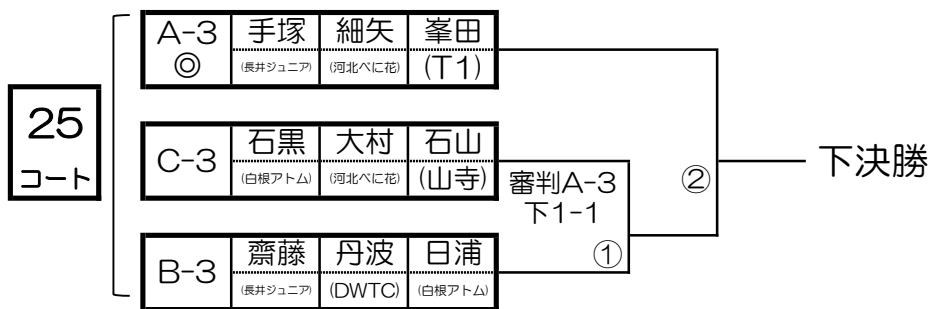 A-3
◎
手塚 細矢 峯田
(長井ジュニア) (河北べに花) (T1)
25
コート
C-3
石黒 大村 石山
(白根アトム) (河北べに花) (山寺)
審判A-3
下1-1
①
②
下決勝
B-3
齋藤 丹波 日浦
(長井ジュニア) (DWTC) (白根アトム)